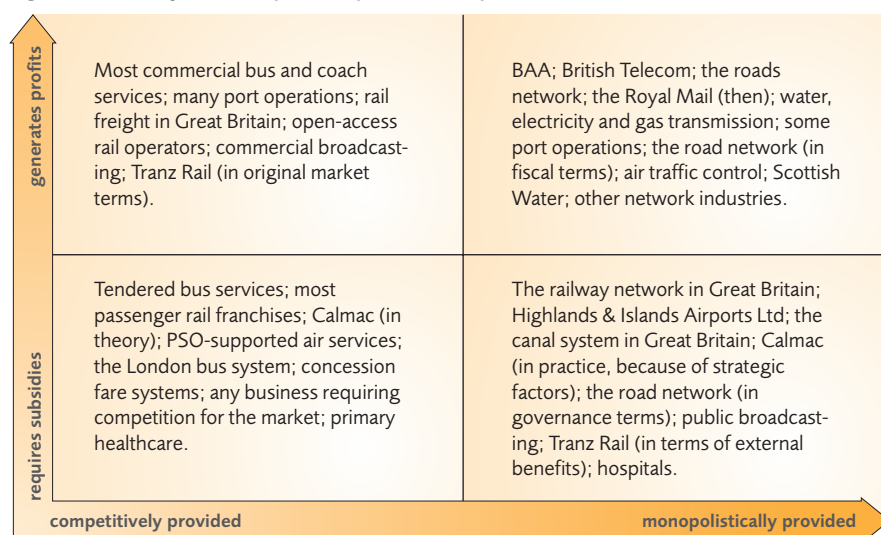 generates profits
Most commercial bus and coach
services; many port operations; rail
freight in Great Britain; open-access
rail operators; commercial broadcast-
ing; Tranz Rail (in original market
terms).
BAA; British Telecom; the roads
network; the Royal Mail (then); water,
electricity and gas transmission; some
port operations; the road network (in
fiscal terms); air traffic control; Scottish
Water; other network industries.
requires subsidies
Tendered bus services; most
passenger rail franchises; Calmac (in
theory); PSO-supported air services;
the London bus system; concession
fare systems; any business requiring
competition for the market; primary
healthcare.
The railway network in Great Britain;
Highlands & Islands Airports Ltd; the
canal system in Great Britain; Calmac
(in practice, because of strategic
factors); the road network (in
governance terms); public broadcast-
ing; Tranz Rail (in terms of external
benefits); hospitals.
competitively provided
monopolistically provided